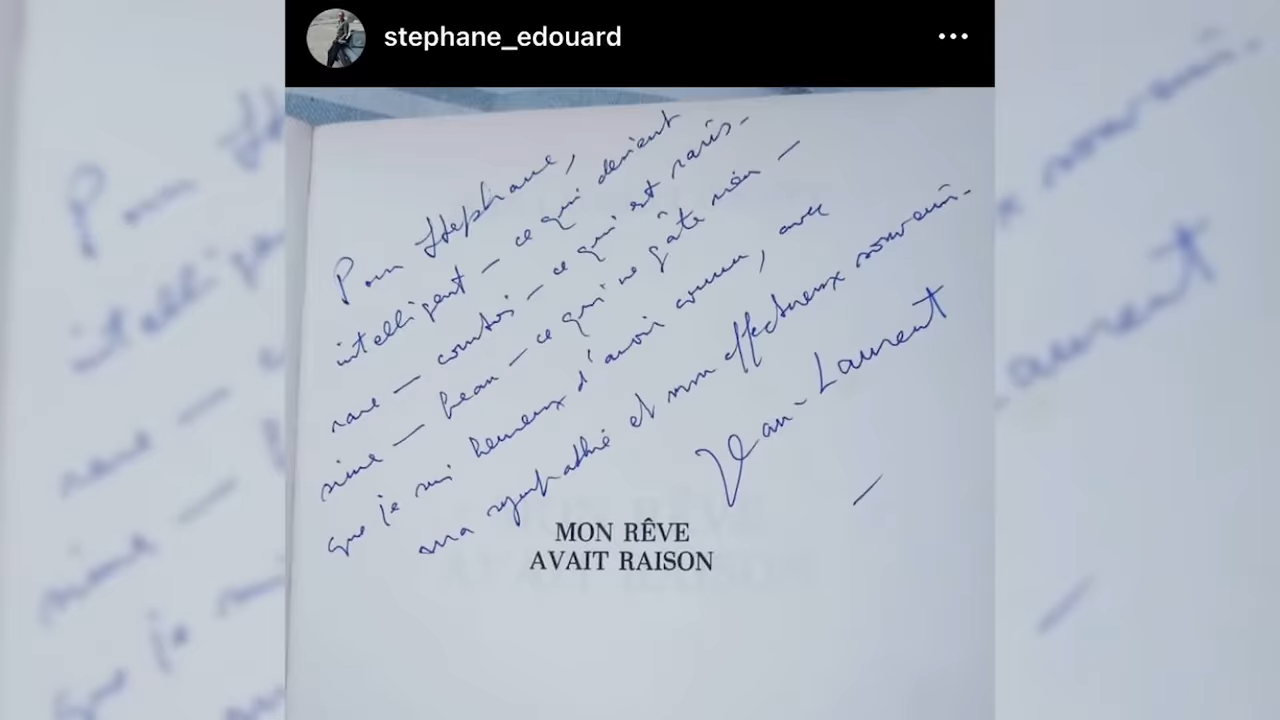 stephane_edouard
Pour Stephane,
intelligent – ce qui devient
rare – courtois – ce qui est raris-
sime – beau – ce qui ne gâte rien –
que je suis heureux d'avoir connu, avec
ma sympathie et mon affectueux souvenir.
Jean-Laurent
MON RÊVE
AVAIT RAISON